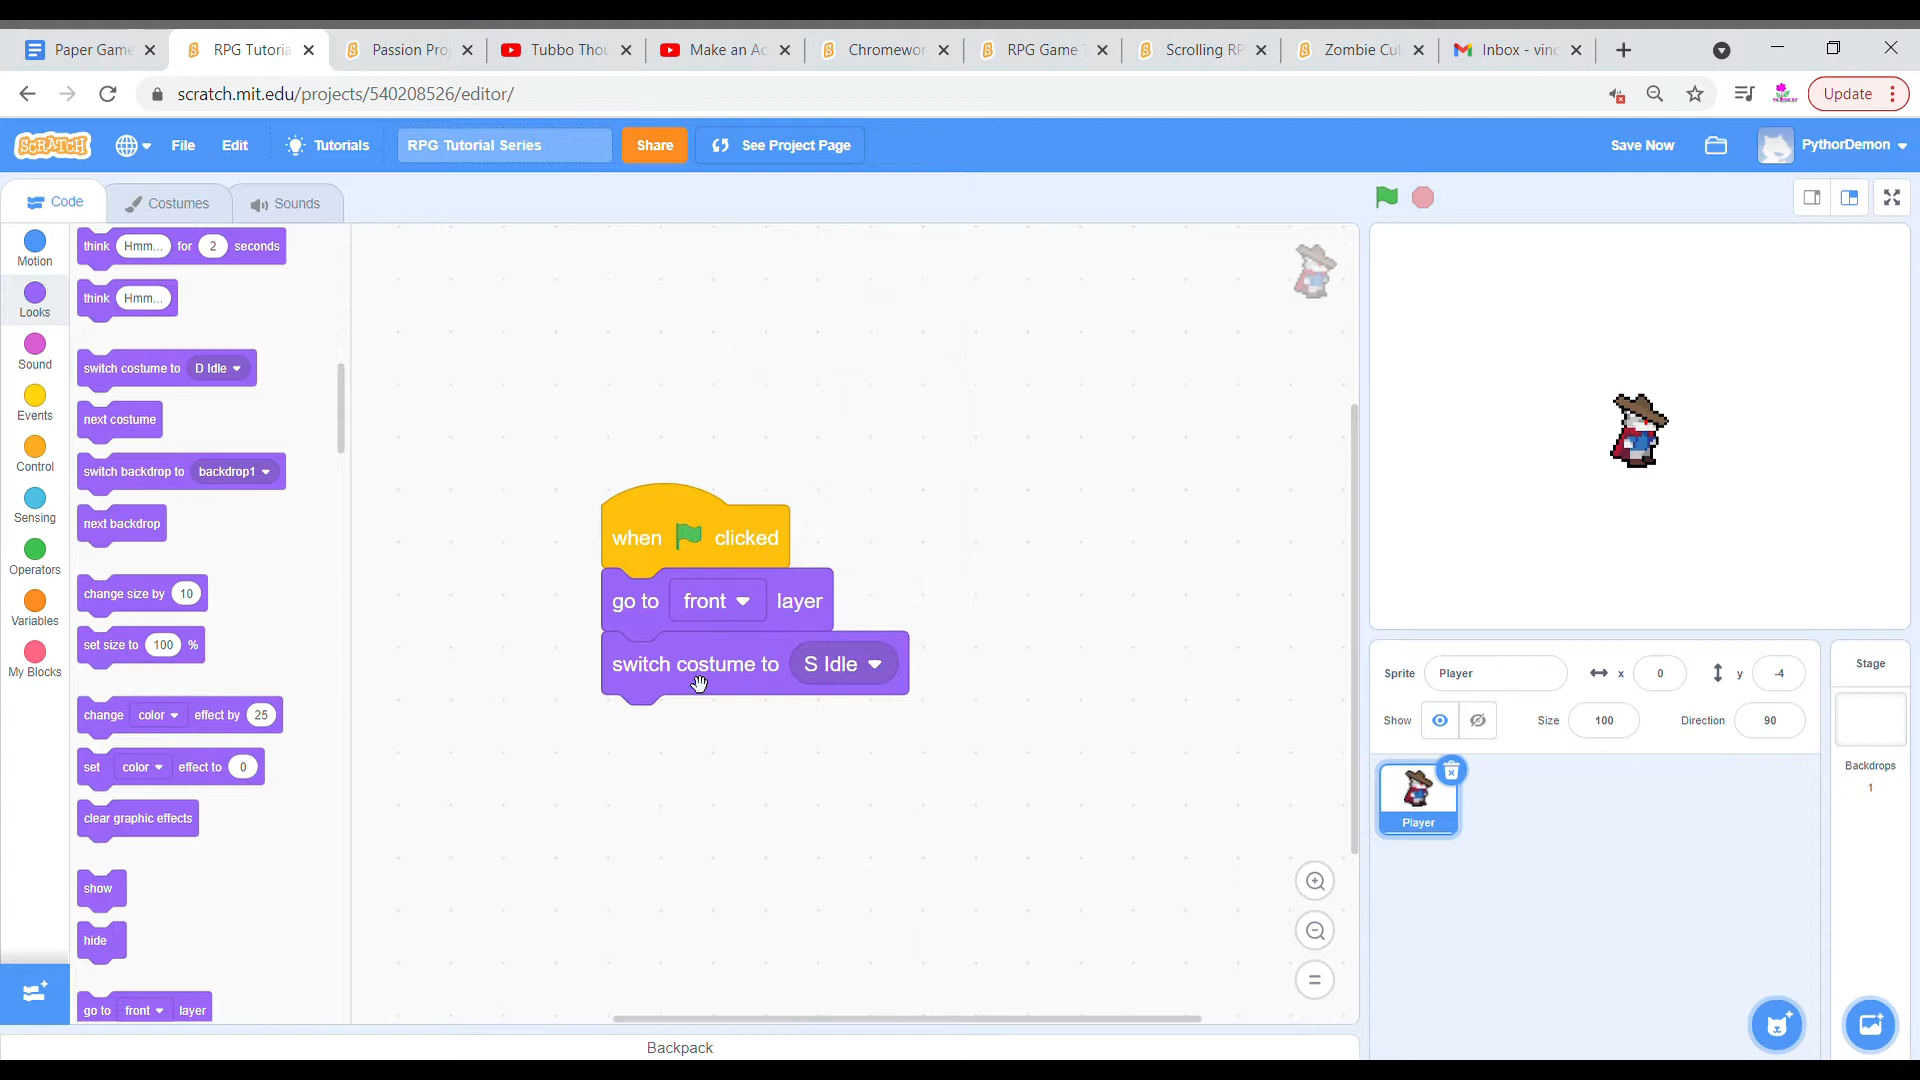 Paper Game
RPG Tutoria
Passion Pro
Tubbo Thou
Make an Ac
Chromewor
RPG Game
Scrolling RP
Zombie Cu
Inbox - vin
scratch.mit.edu/projects/540208526/editor/
Update
SCRATCH
File
Edit
Tutorials
RPG Tutorial Series
Share
See Project Page
Save Now
PythorDemon
Code
Costumes
Sounds
Motion
Looks
Sound
Events
Control
Sensing
Operators
Variables
My Blocks
think Hmm... for 2 seconds
think Hmm...
switch costume to D Idle
next costume
switch backdrop to backdrop1
next backdrop
change size by 10
set size to 100 %
change color effect by 25
set color effect to 0
clear graphic effects
show
hide
go to front layer
when clicked
go to front layer
switch costume to S Idle
Backpack
Sprite Player x 0 y -4
Show Size 100 Direction 90
Player
Stage
Backdrops
1